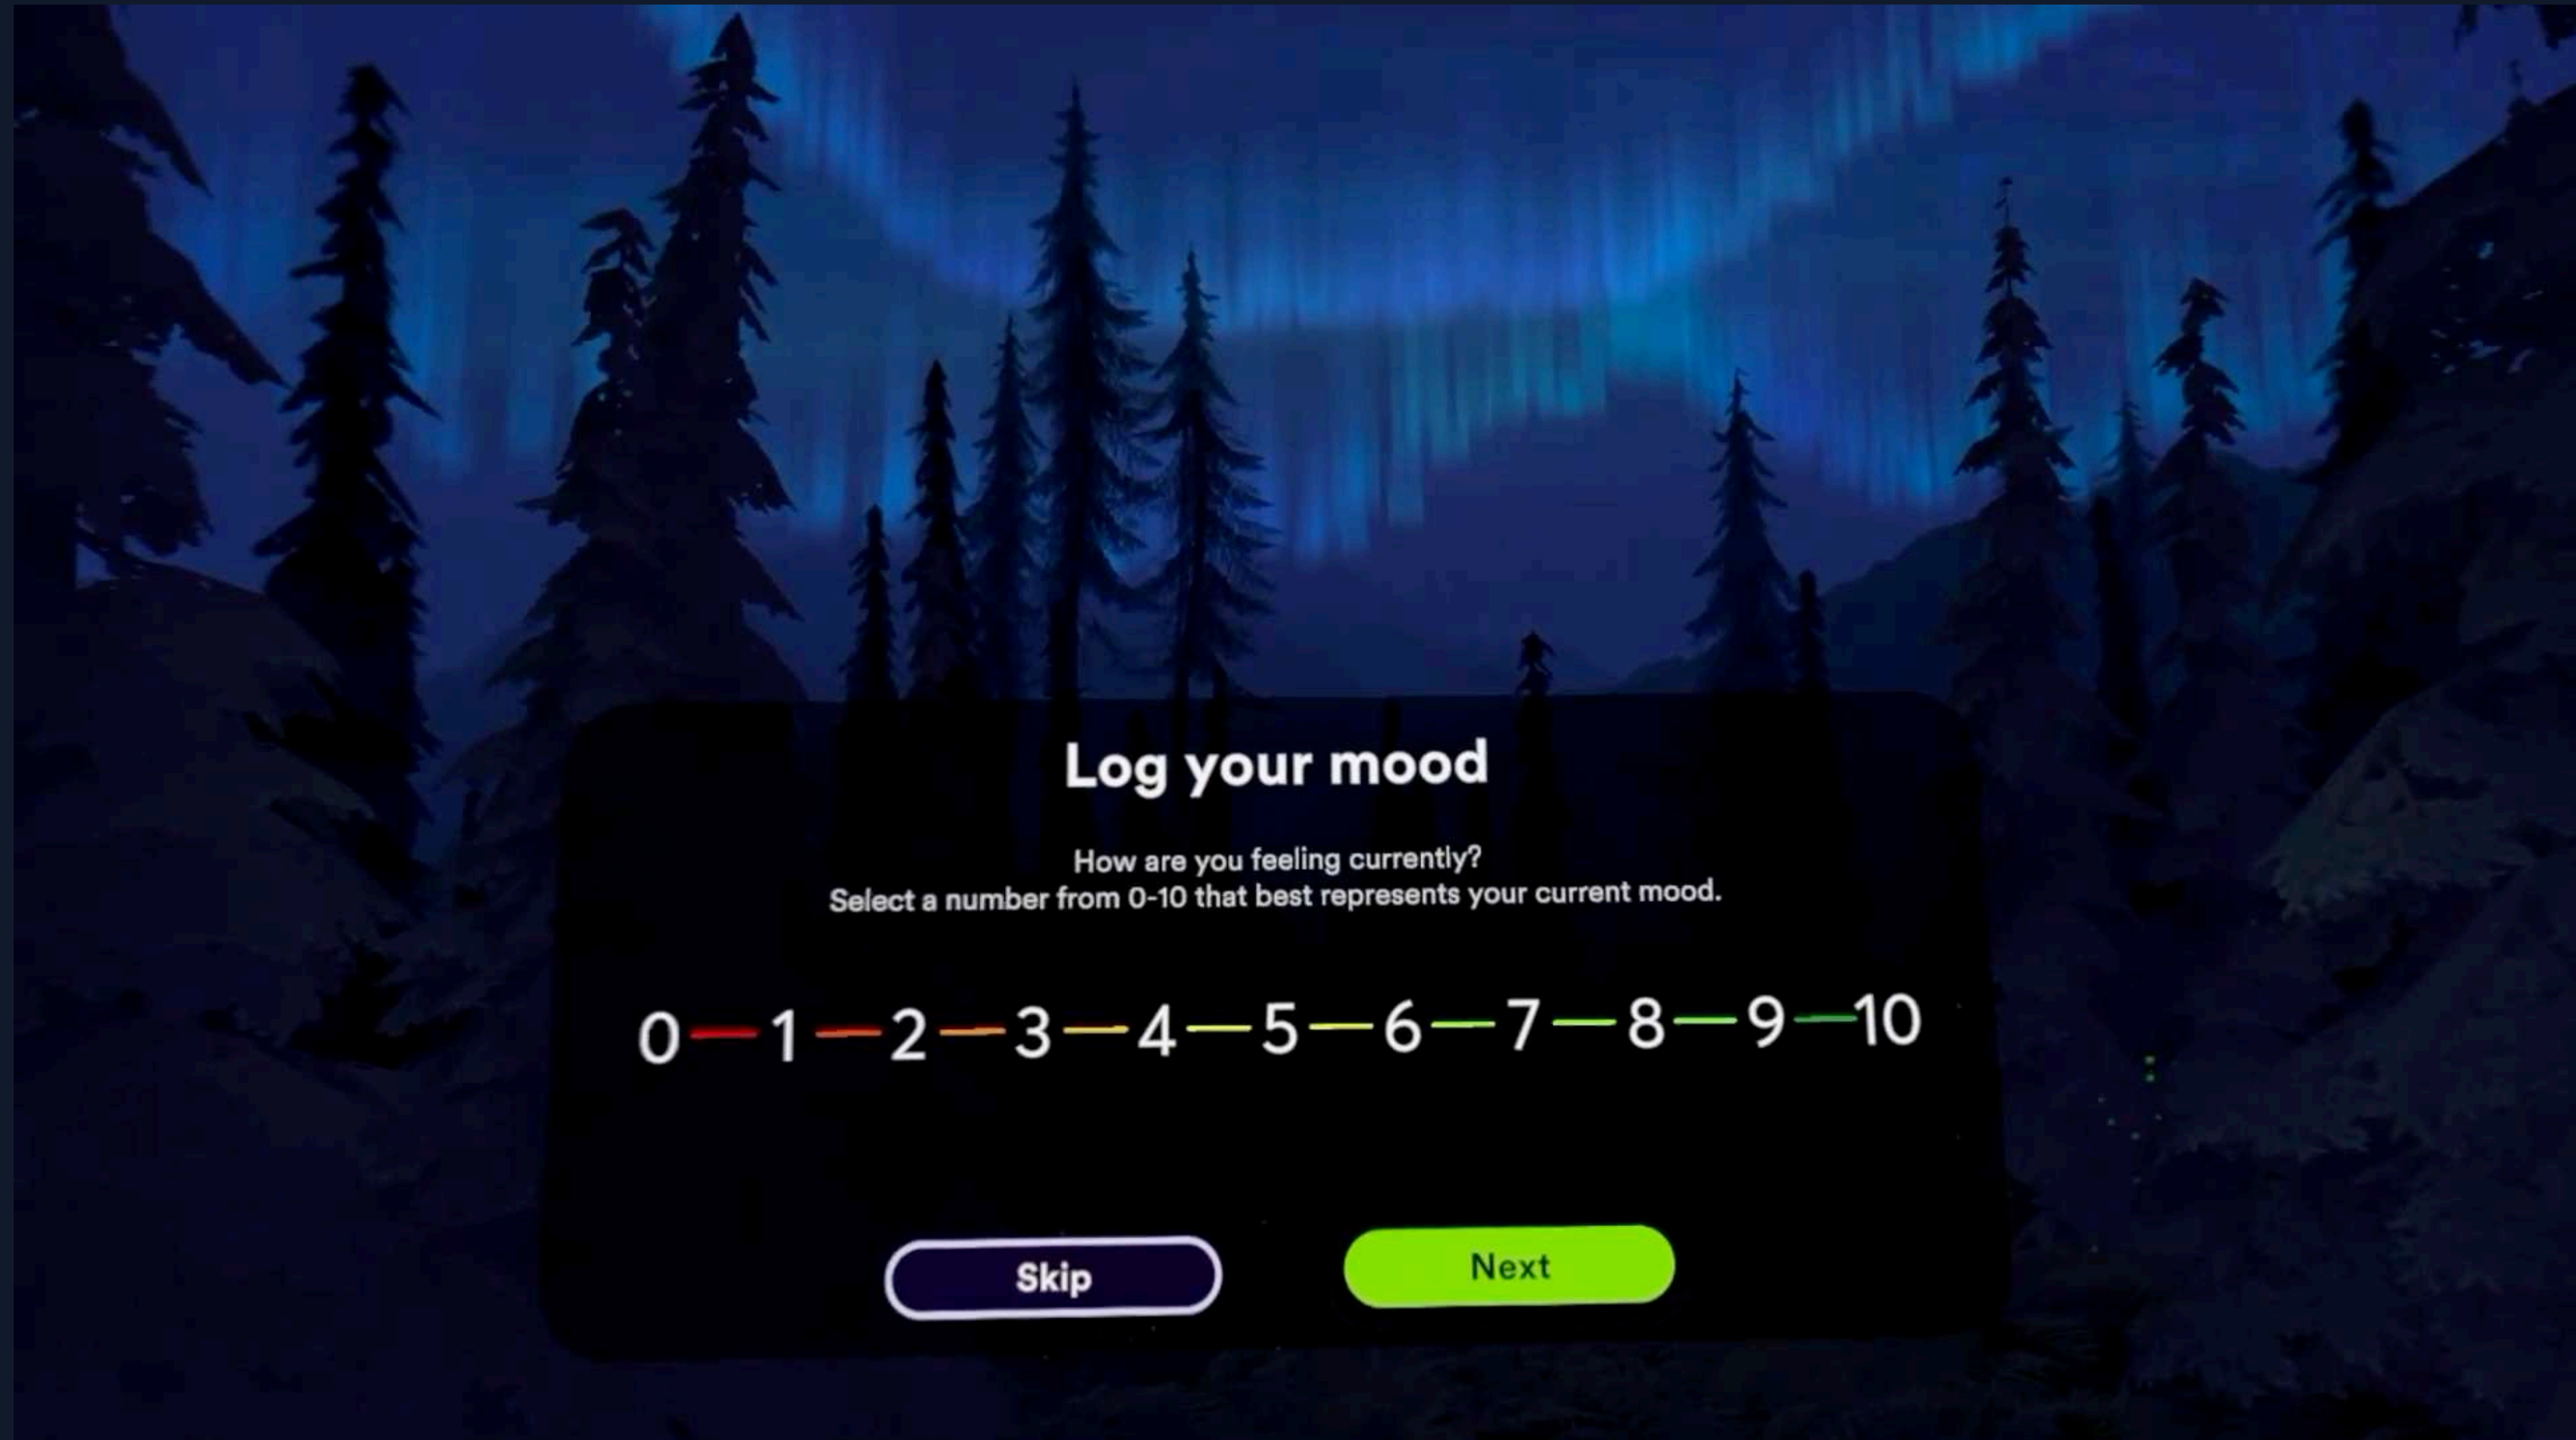 Log your mood
How are you feeling currently?
Select a number from 0-10 that best represents your current mood.
0 1 2 3 4 5 6 7 8 9 10
Skip Next